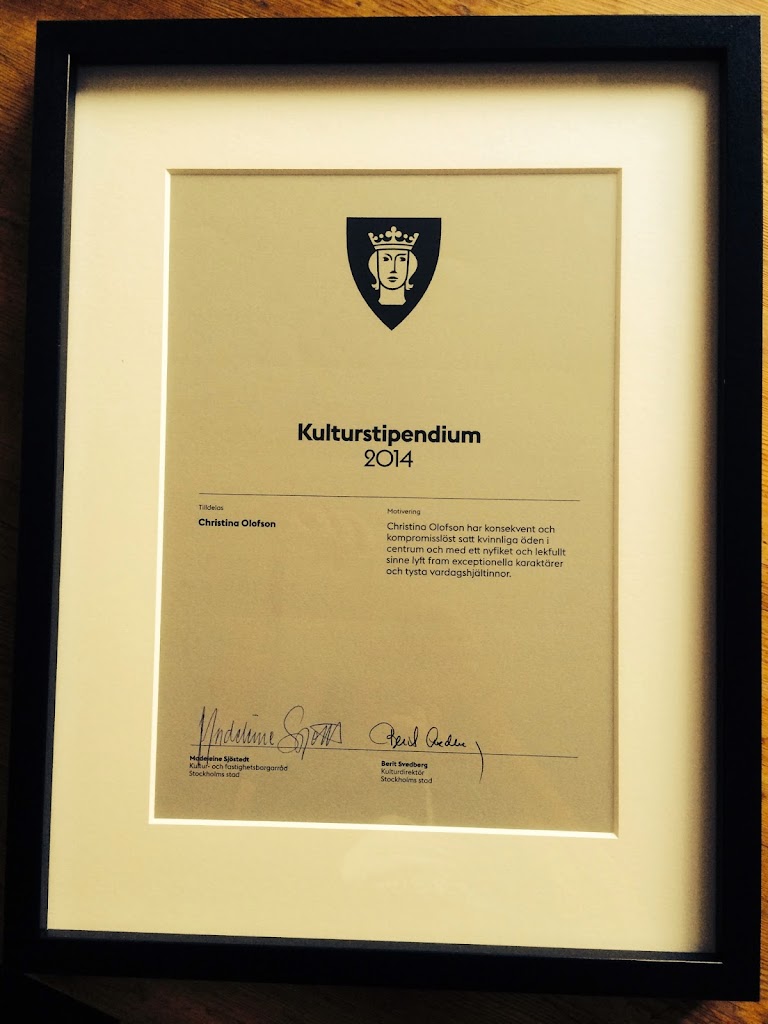 Kulturstipendium
2014
Tilldelas
Christina Olofson
Motivering
Christina Olofson har konsekvent och
kompromisslöst satt kvinnliga öden i
centrum och med ett nyfiket och lekfullt
sinne lyft fram exceptionella karaktärer
och tysta vardagshjältinnor.
Madeleine Sjöstedt
Kultur- och fastighetsborgarråd
Stockholms stad
Berit Svedberg
Kulturdirektör
Stockholms stad